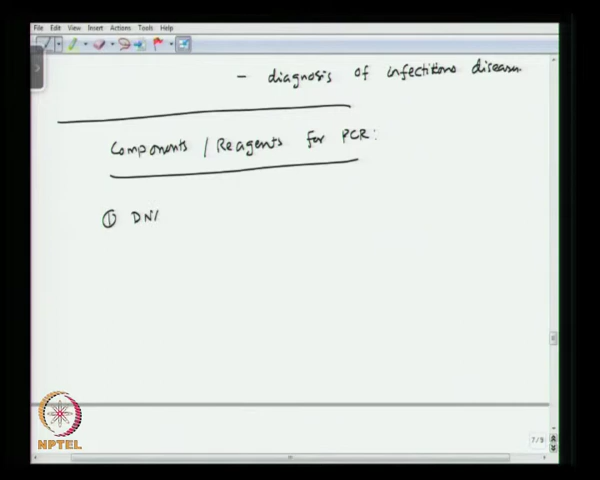 File Edit View Insert Actions Tools Help
- diagnosis of infectious disease
Components / Reagents for PCR:
① DN
7/9
NPTEL